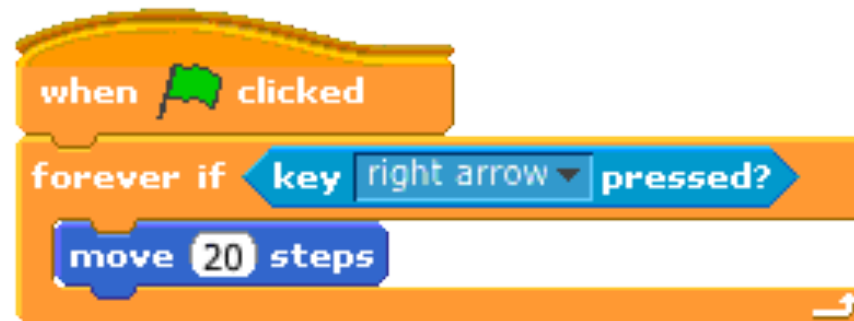 when clicked
forever if key right arrow pressed?
move 20 steps